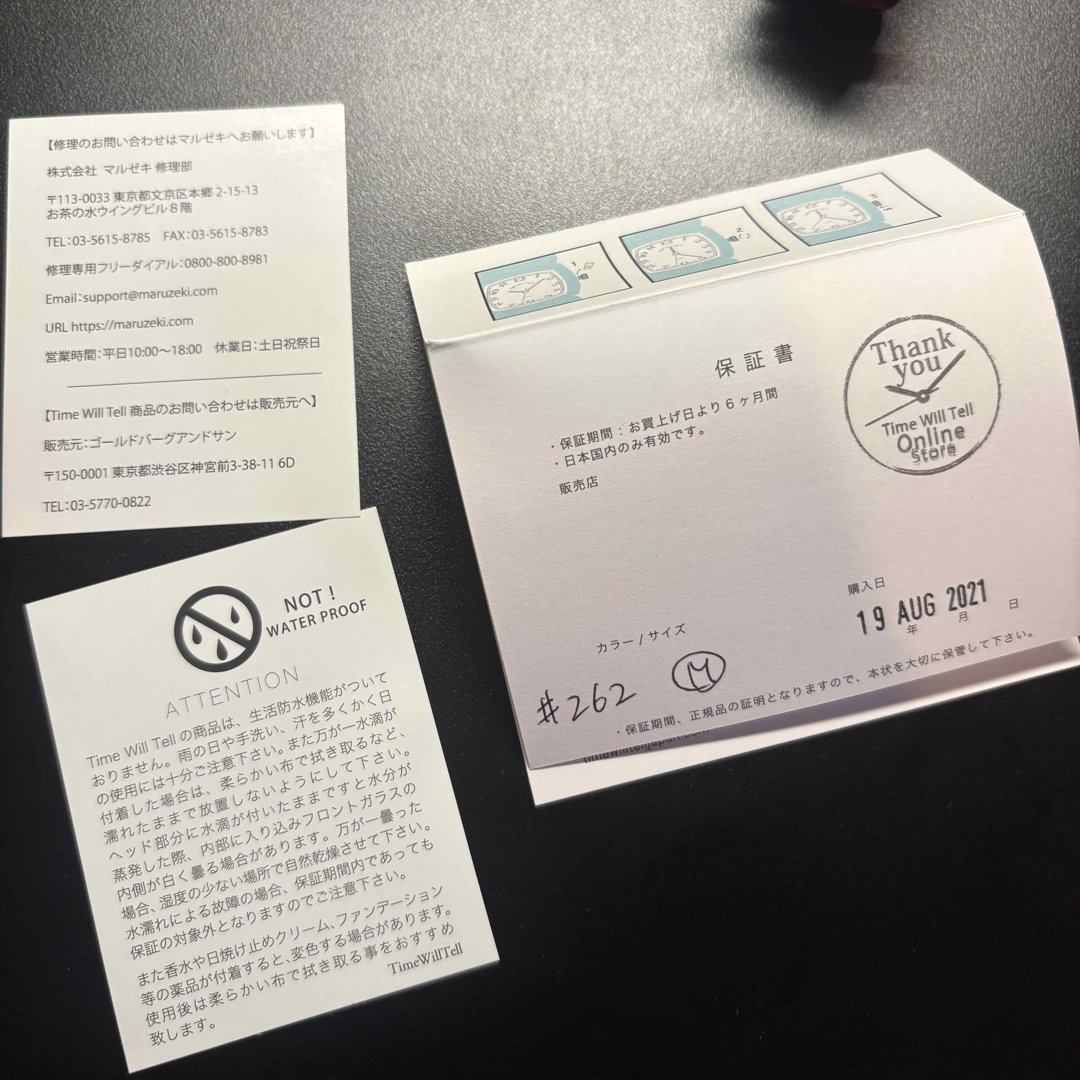 【修理のお問い合わせはマルゼキへお願いします】
株式会社 マルゼキ 修理部
〒113-0033 東京都文京区本郷 2-15-13
お茶の水ウイングビル８階
TEL：03-5615-8785 FAX：03-5615-8783
修理専用フリーダイアル：0800-800-8981
Email：support@maruzeki.com
URL https://maruzeki.com
営業時間：平日10:00～18:00 休業日：土日祝祭日
【Time Will Tell 商品のお問い合わせは販売元へ】
販売元：ゴールドバーグアンドサン
〒150-0001 東京都渋谷区神宮前3-38-11 6D
TEL：03-5770-0822
NOT！
WATER PROOF
ATTENTION
Time Will Tell の商品は、生活防水機能がついて
おりません。雨の日や手洗い、汗を多くかく日
の使用には十分ご注意下さい。また万が一水滴が
付着した場合は、柔らかい布で拭き取るなど、
濡れたままで放置しないようにして下さい。
ヘッド部分に水滴が付いたままですと水分が
蒸発した際、内部に入り込みフロントガラスの
内側が白く曇る場合があります。万が一曇った
場合、湿度の少ない場所で自然乾燥させて下さい。
水濡れによる故障の場合、保証期間内であっても
保証の対象外となりますのでご注意下さい。
また香水や日焼け止めクリーム、ファンデーション
等の薬品が付着すると、変色する場合があります。
使用後は柔らかい布で拭き取る事をおすすめ
致します。
TimeWillTell
保証書
・保証期間：お買上げ日より６ヶ月間
・日本国内のみ有効です。
販売店
Thank
you
Time Will Tell
Online
Store
購入日
19 AUG 2021
年 月 日
カラー / サイズ
#262 M
・保証期間、正規品の証明となりますので、本状を大切に保管して下さい。
timewilltelljapan.com